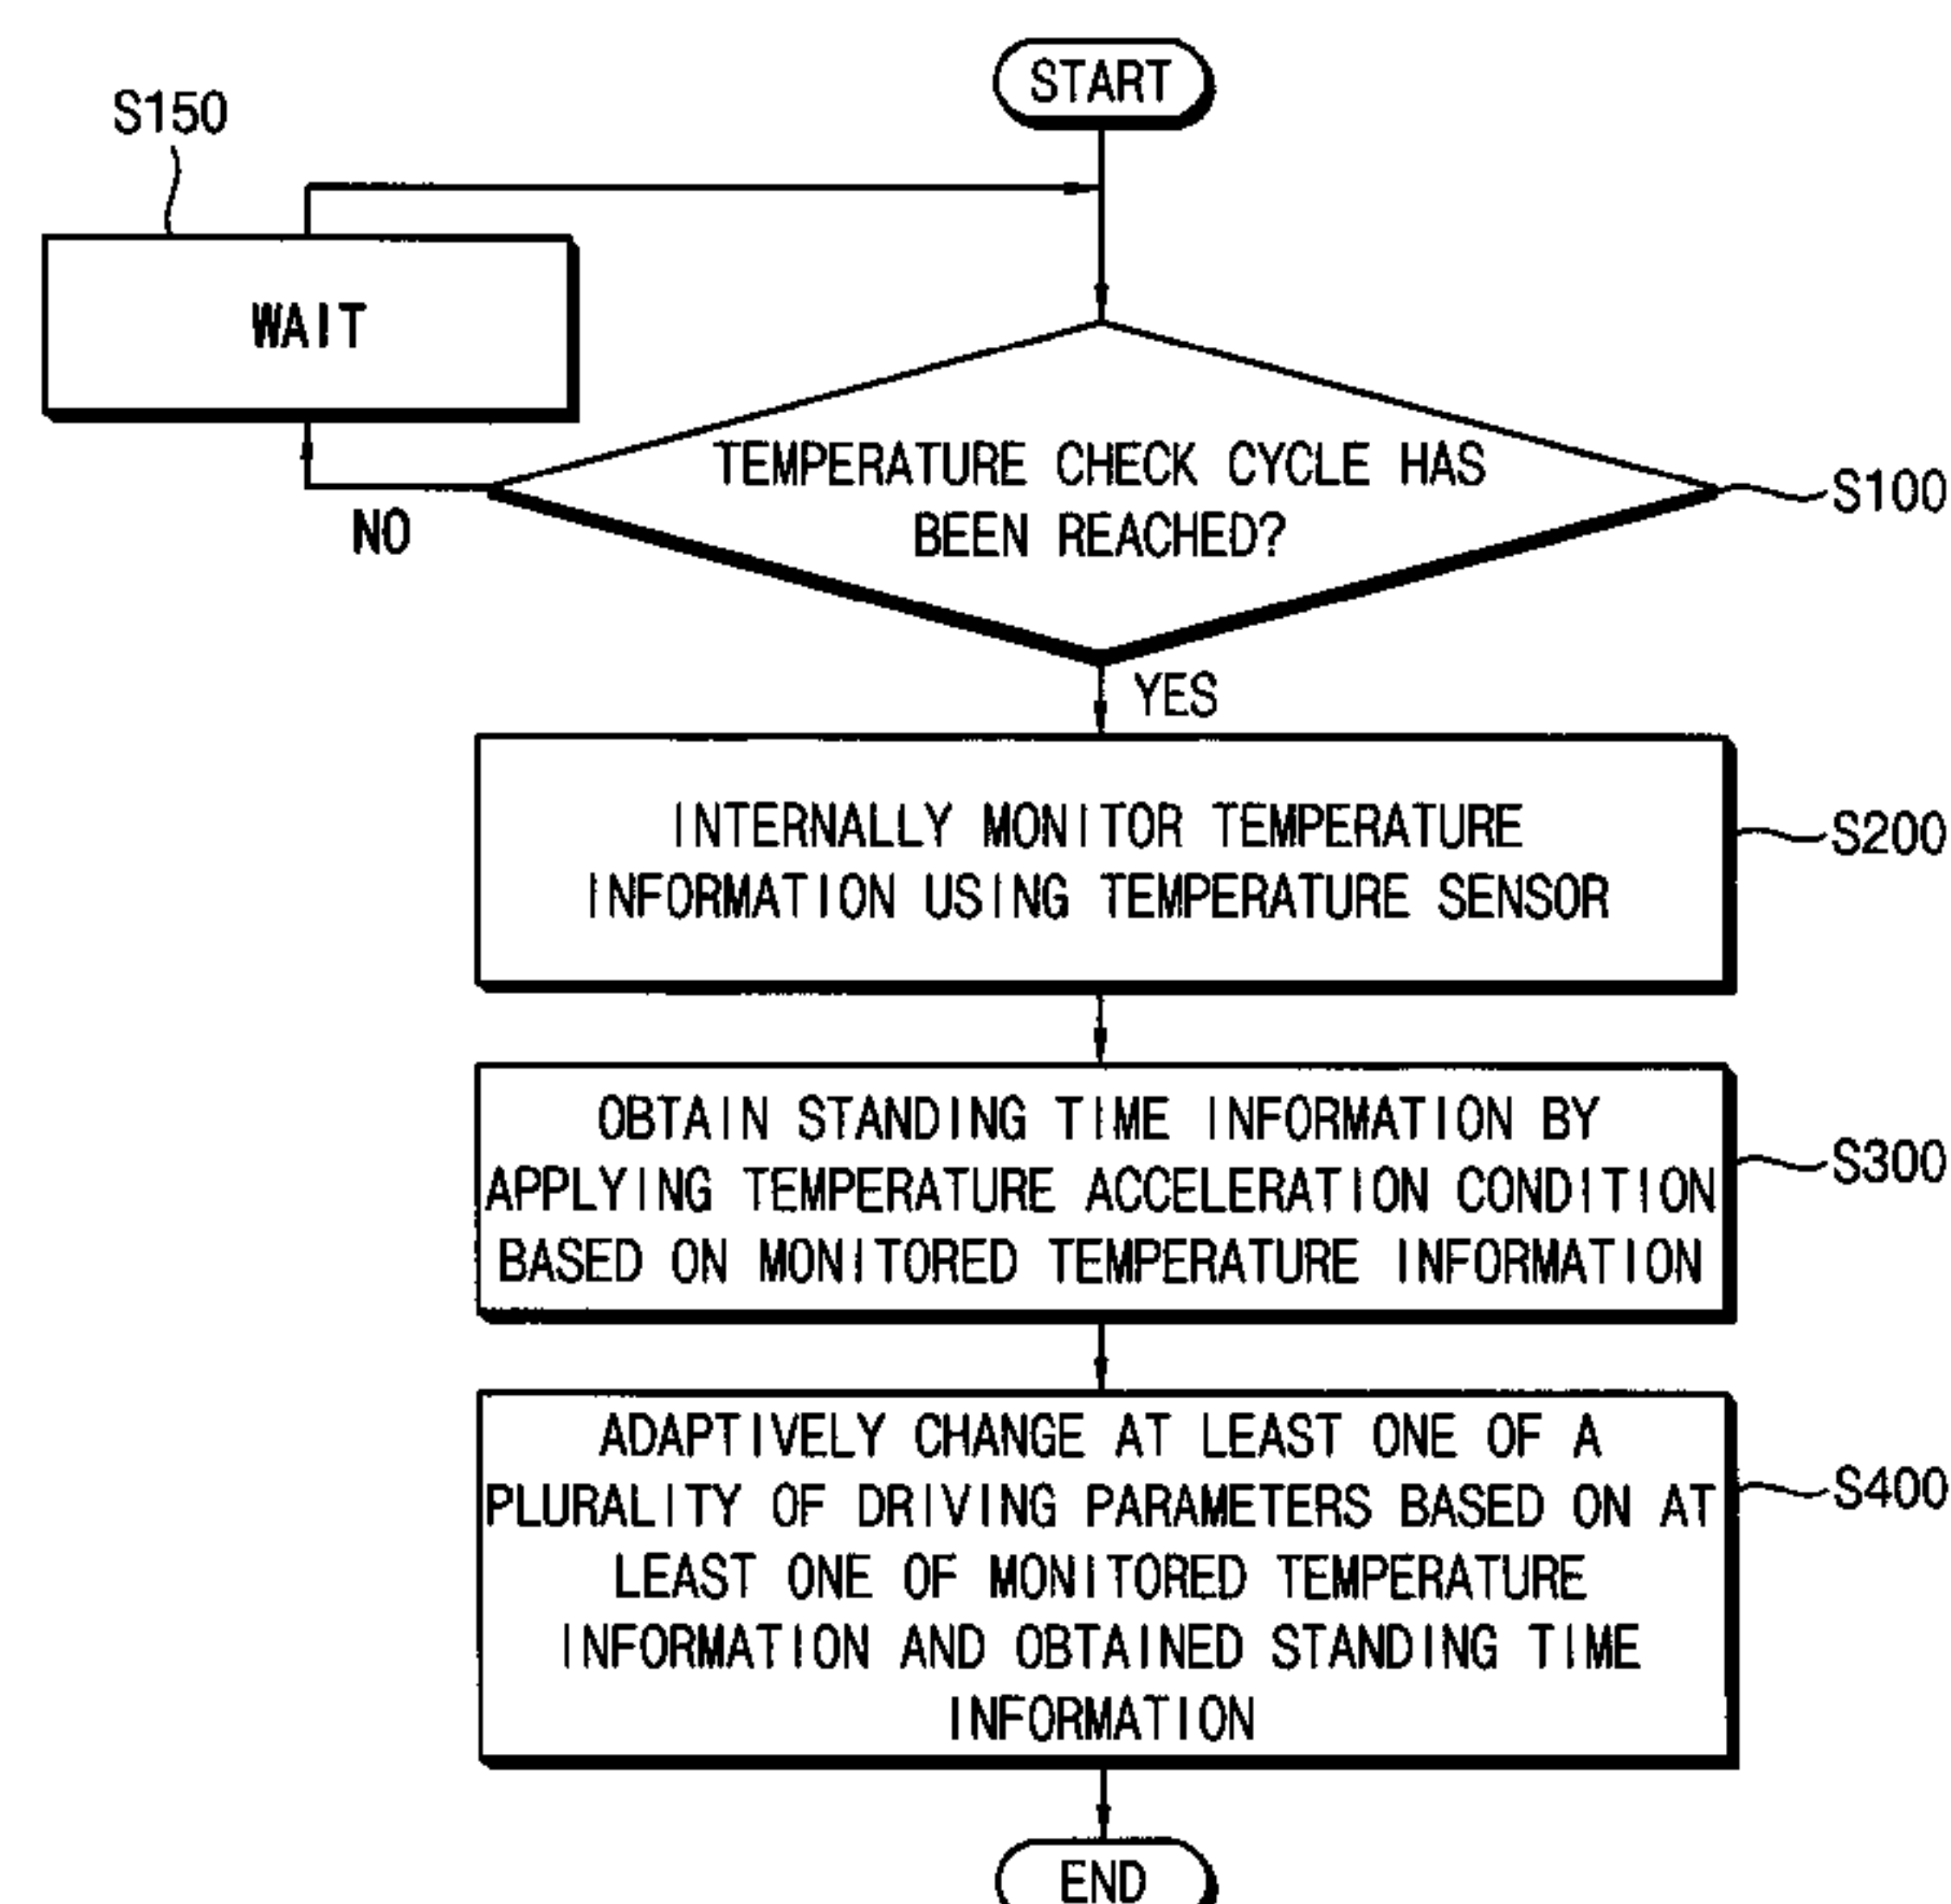 START
S150
WAIT
TEMPERATURE CHECK CYCLE HAS
BEEN REACHED?
S100
NO
YES
INTERNALLY MONITOR TEMPERATURE
INFORMATION USING TEMPERATURE SENSOR
S200
OBTAIN STANDING TIME INFORMATION BY
APPLYING TEMPERATURE ACCELERATION CONDITION
BASED ON MONITORED TEMPERATURE INFORMATION
S300
ADAPTIVELY CHANGE AT LEAST ONE OF A
PLURALITY OF DRIVING PARAMETERS BASED ON AT
LEAST ONE OF MONITORED TEMPERATURE
INFORMATION AND OBTAINED STANDING TIME
INFORMATION
S400
END